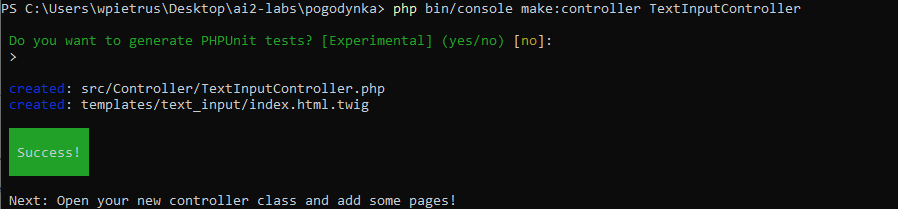 PS C:\Users\wpietrus\Desktop\ai2-labs\pogodynka> php bin/console make:controller TextInputController
Do you want to generate PHPUnit tests? [Experimental] (yes/no) [no]:
>
created: src/Controller/TextInputController.php
created: templates/text_input/index.html.twig
Success!
Next: Open your new controller class and add some pages!